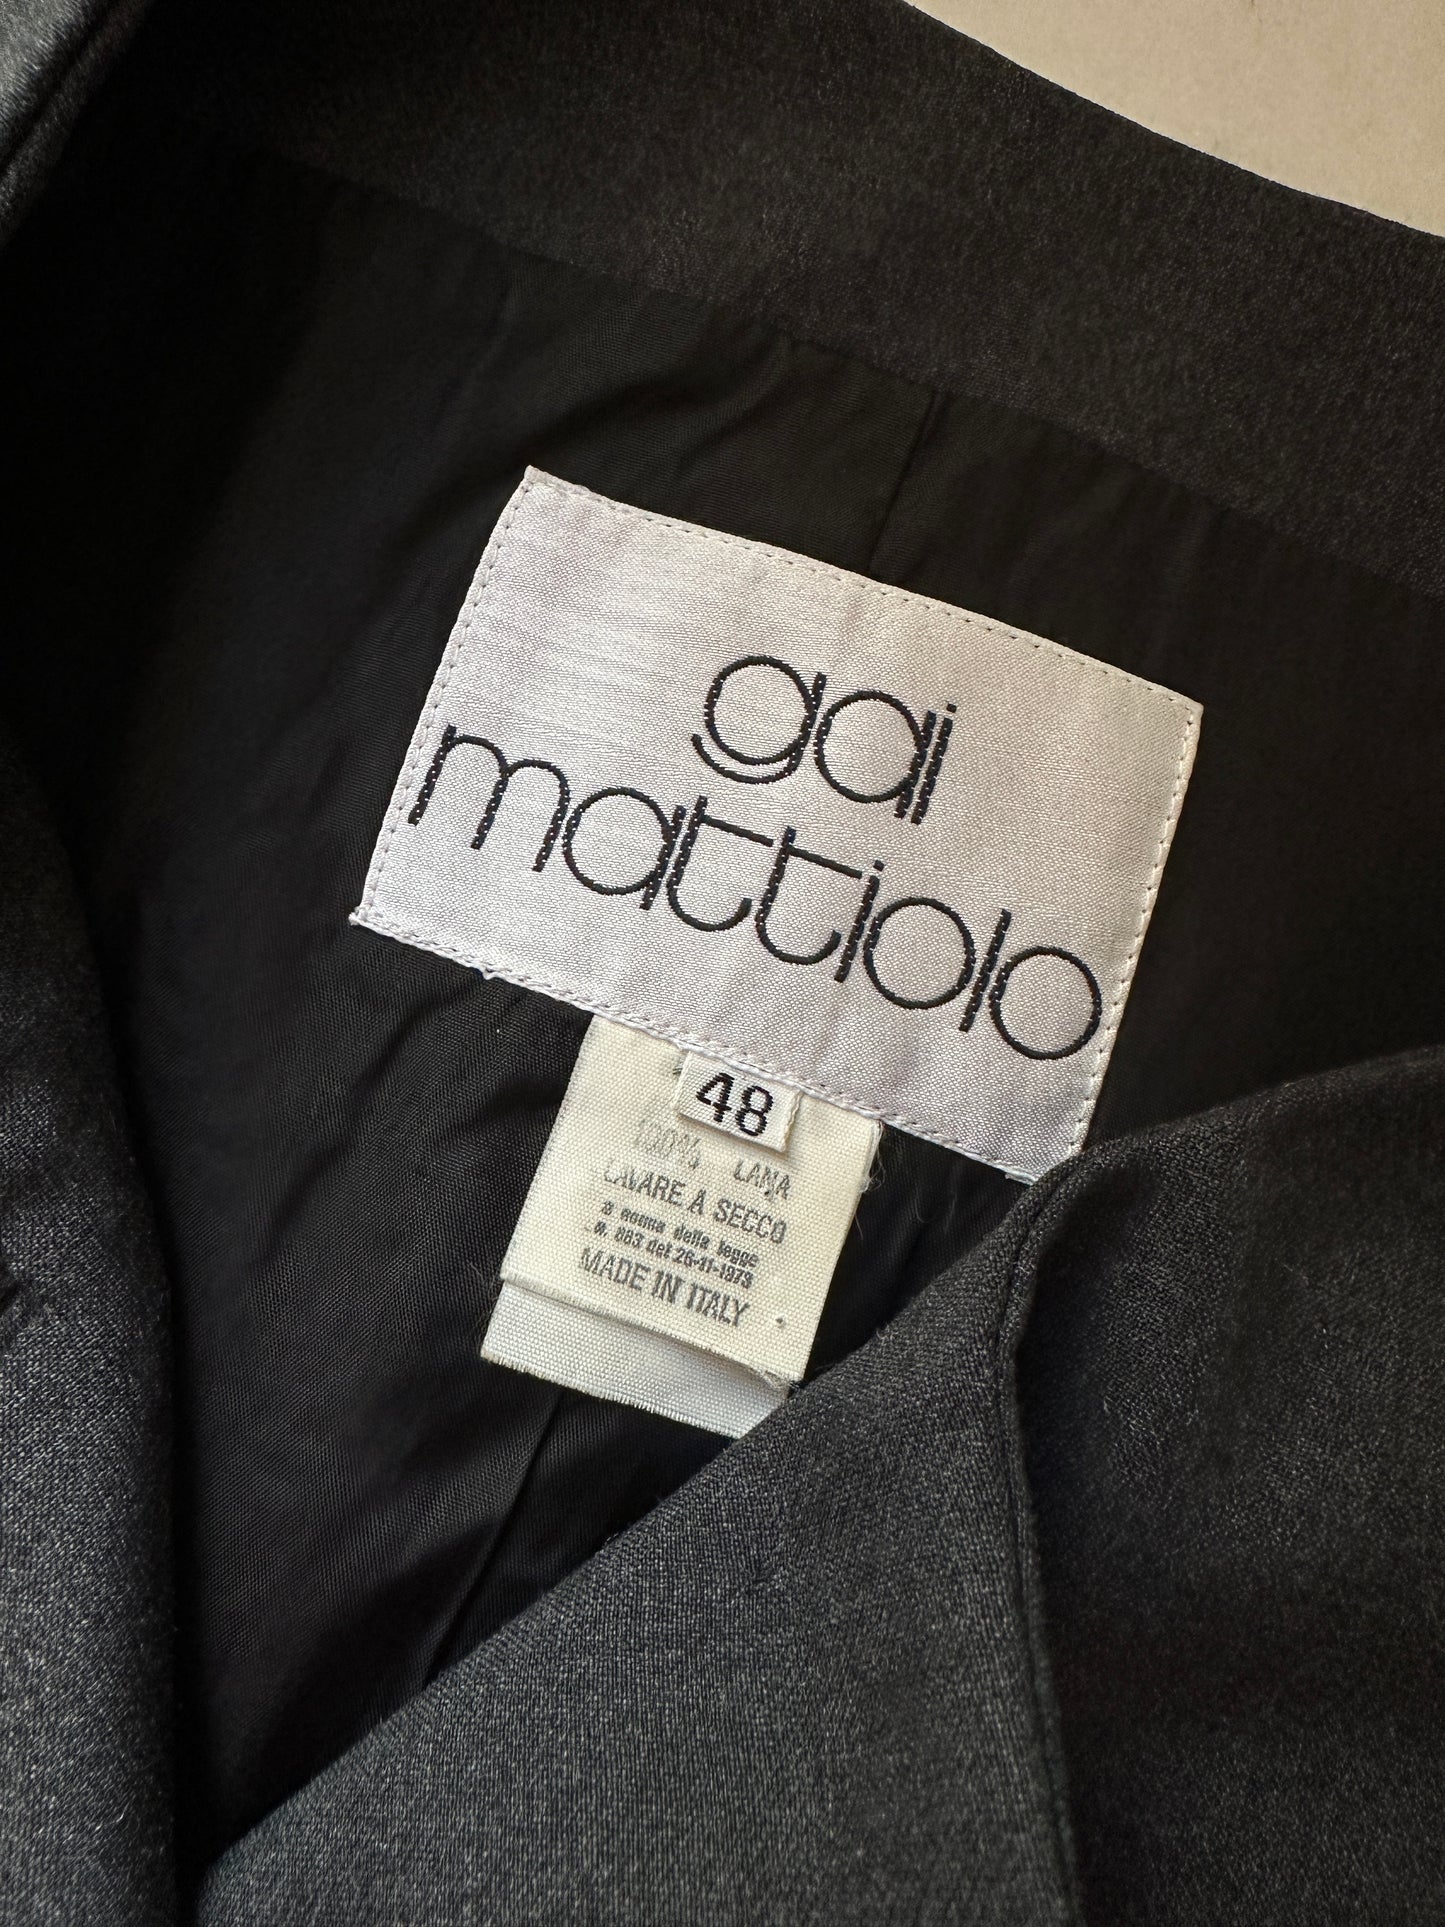 gai
mattiolo
48
100% LANA
LAVARE A SECCO
a norma della legge
n. 883 del 26-11-1973
MADE IN ITALY